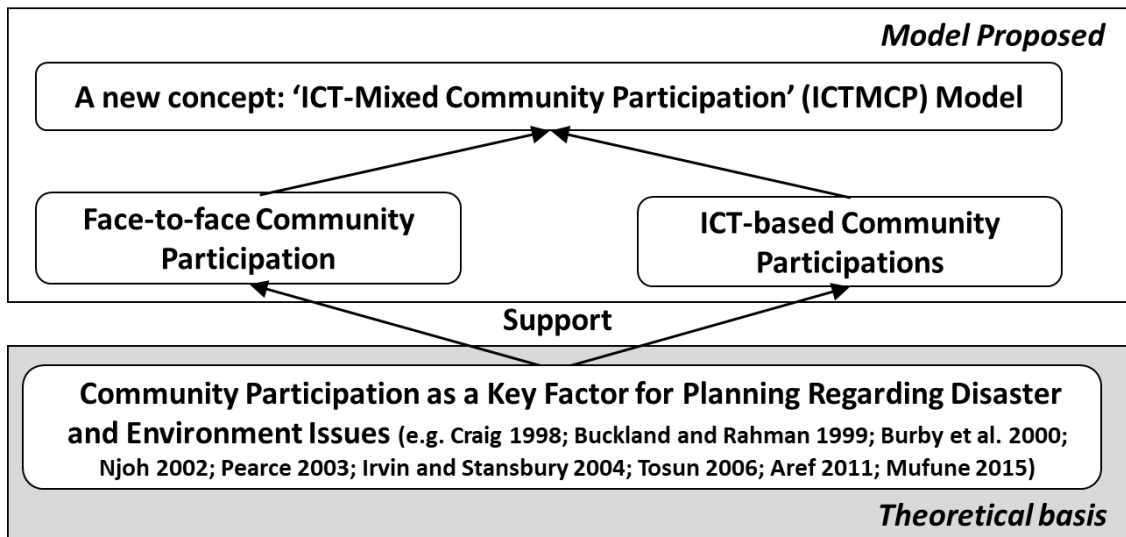 Model Proposed
A new concept: ‘ICT-Mixed Community Participation’ (ICTMCP) Model
Face-to-face Community
Participation
ICT-based Community
Participations
Support
Community Participation as a Key Factor for Planning Regarding Disaster
and Environment Issues (e.g. Craig 1998; Buckland and Rahman 1999; Burby et al. 2000;
Njoh 2002; Pearce 2003; Irvin and Stansbury 2004; Tosun 2006; Aref 2011; Mufune 2015)
Theoretical basis